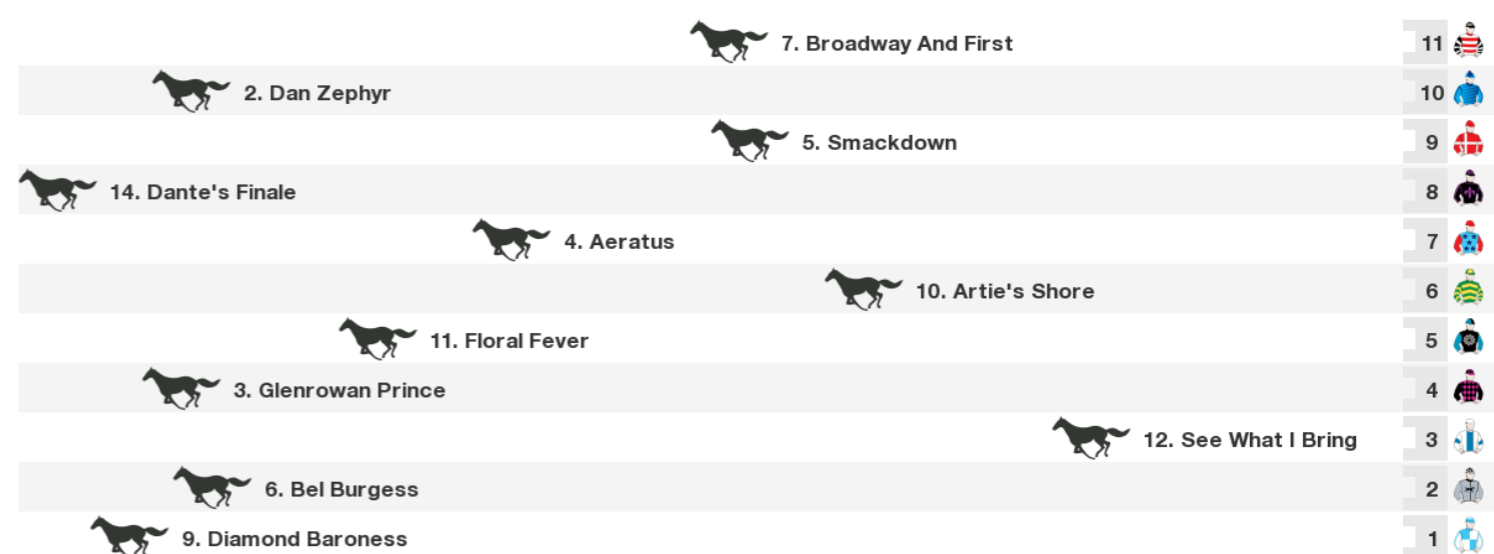 7. Broadway And First 11
2. Dan Zephyr 10
5. Smackdown 9
14. Dante's Finale 8
4. Aeratus 7
10. Artie's Shore 6
11. Floral Fever 5
3. Glenrowan Prince 4
12. See What I Bring 3
6. Bel Burgess 2
9. Diamond Baroness 1